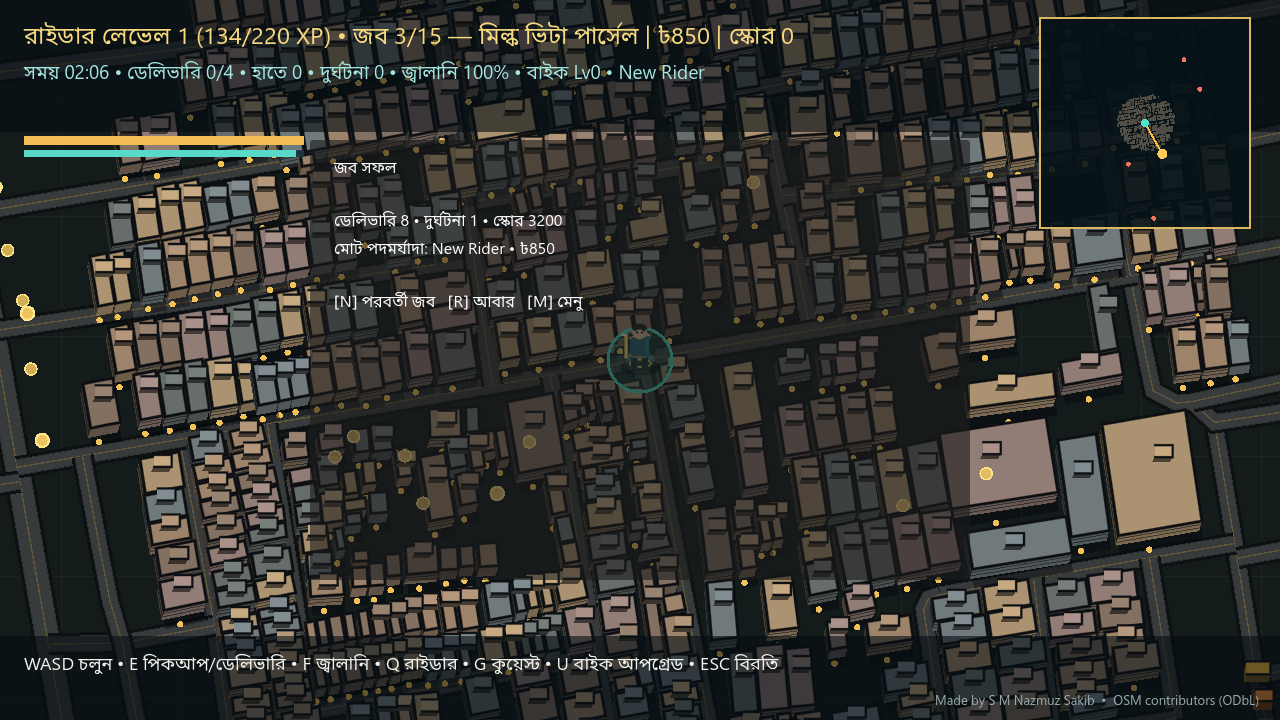 রাইডার লেভেল 1 (134/220 XP) • জব 3/15 — মিল্ক ভিটা পার্সেল | ৳850 | স্কোর 0
সময় 02:06 • ডেলিভারি 0/4 • হাতে 0 • দুর্ঘটনা 0 • জ্বালানি 100% • বাইক Lv0 • New Rider
জব সফল
ডেলিভারি 8 • দুর্ঘটনা 1 • স্কোর 3200
মোট পদমর্যাদা: New Rider • ৳850
[N] পরবর্তী জব [R] আবার [M] মেনু
WASD চলুন • E পিকআপ/ডেলিভারি • F জ্বালানি • Q রাইডার • G কুয়েস্ট • U বাইক আপগ্রেড • ESC বিরতি
Made by S M Nazmuz Sakib • OSM contributors (ODbL)